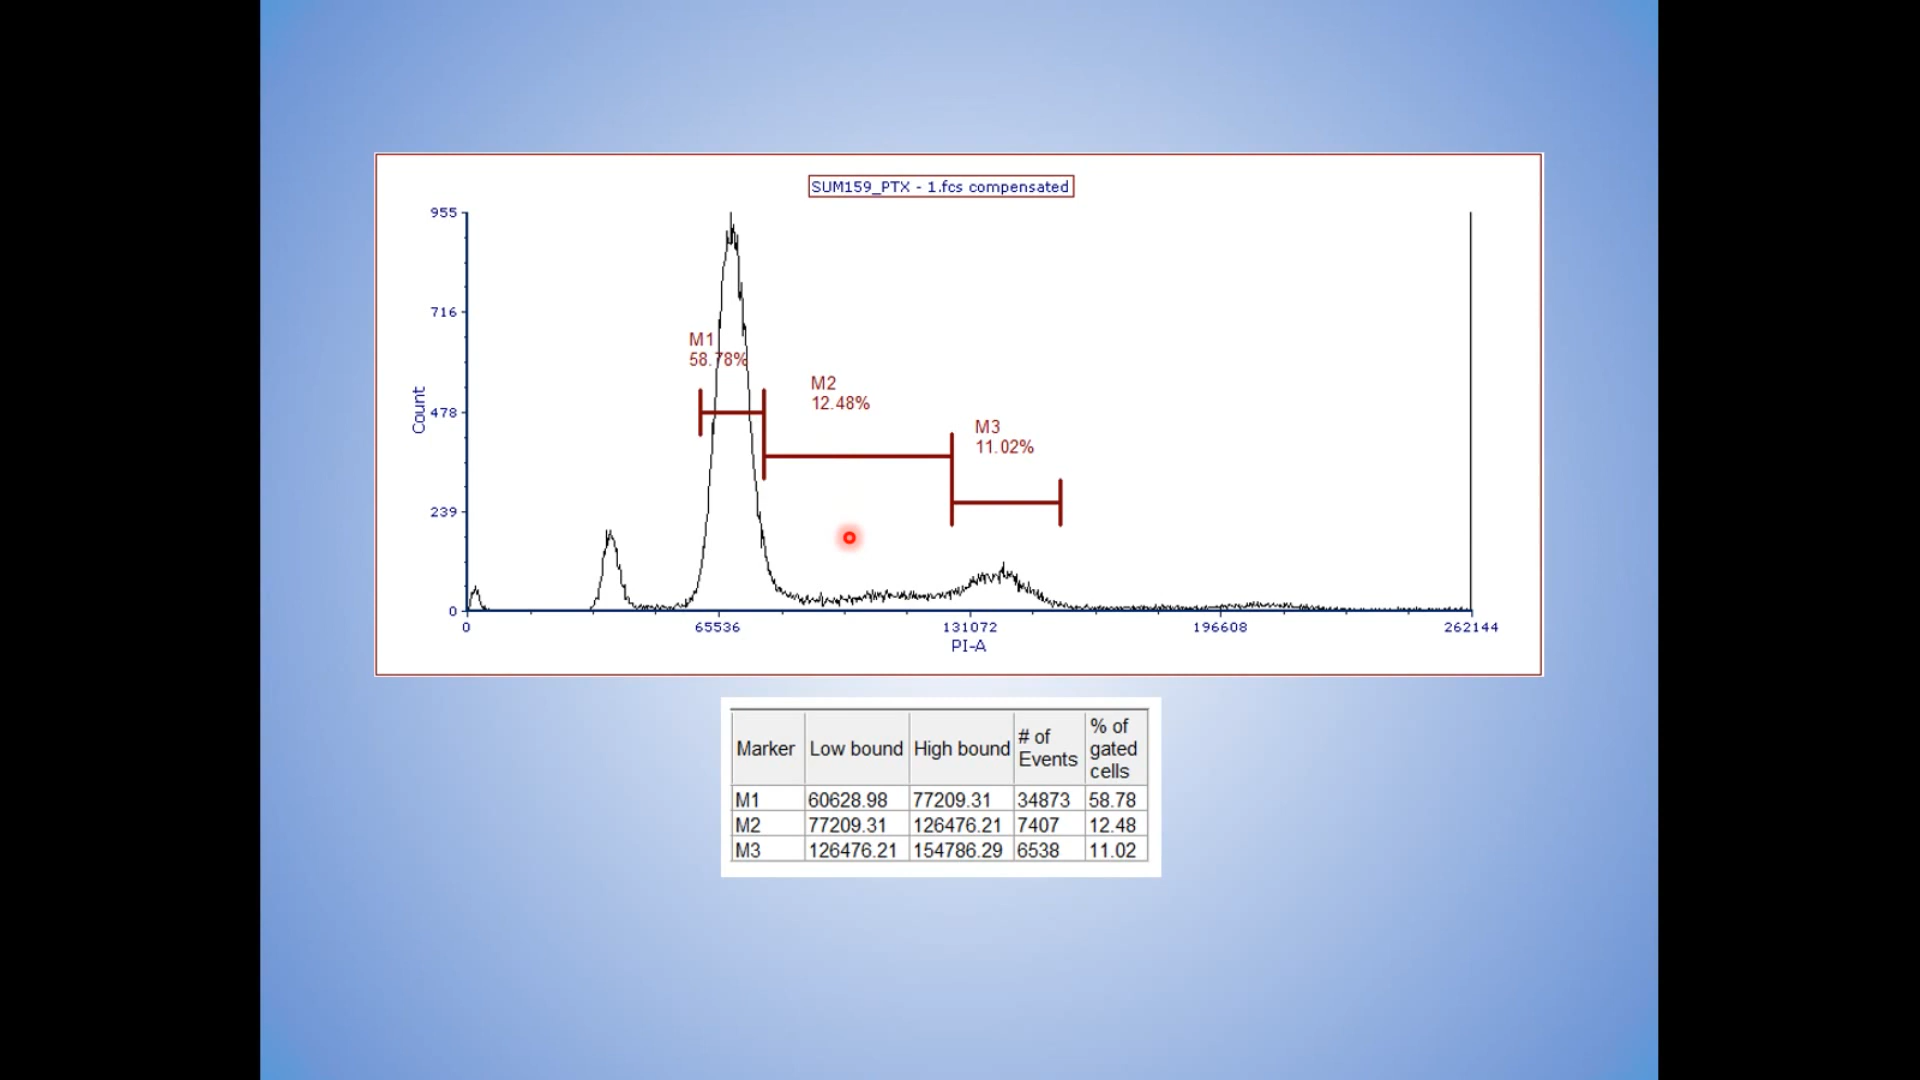 SUM159_PTX - 1.fcs compensated
955
716
478
239
0
Count
M1
58.78%
M2
12.48%
M3
11.02%
0 65536 131072 196608 262144
PI-A
Marker Low bound High bound # of Events % of gated cells
M1 60628.98 77209.31 34873 58.78
M2 77209.31 126476.21 7407 12.48
M3 126476.21 154786.29 6538 11.02